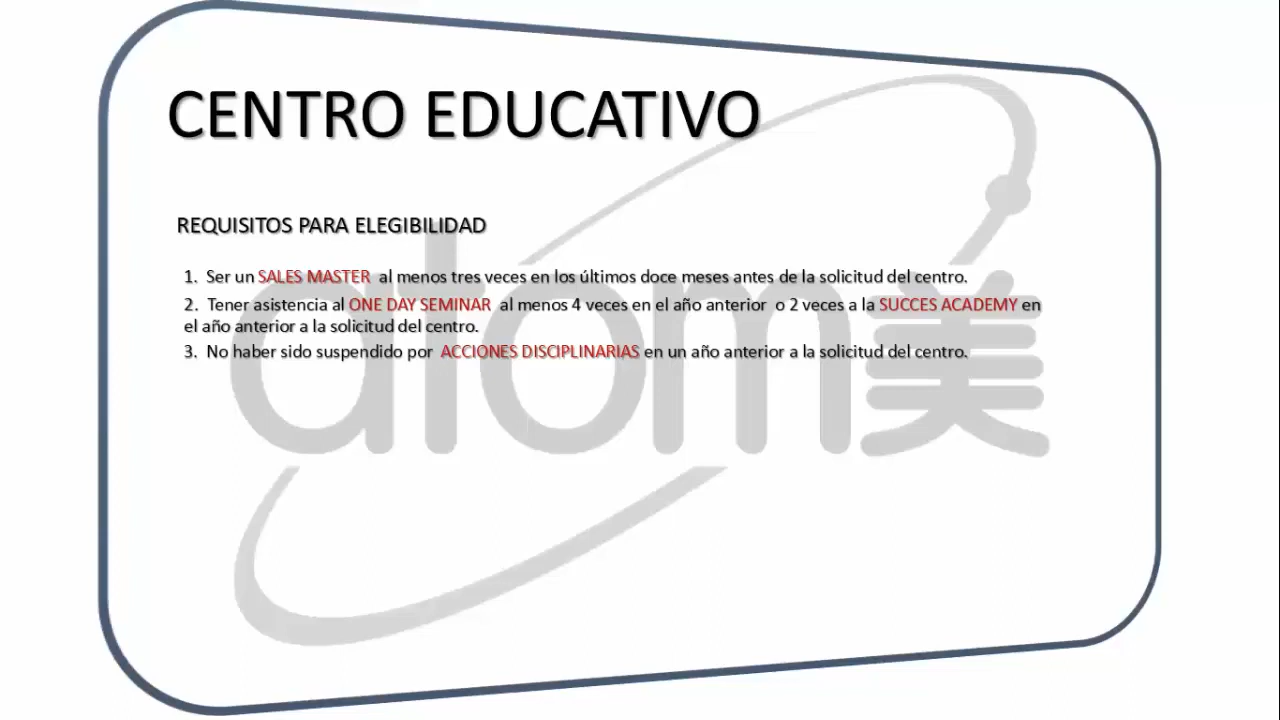 CENTRO EDUCATIVO
REQUISITOS PARA ELEGIBILIDAD
1. Ser un SALES MASTER al menos tres veces en los últimos doce meses antes de la solicitud del centro.
2. Tener asistencia al ONE DAY SEMINAR al menos 4 veces en el año anterior o 2 veces a la SUCCES ACADEMY en
el año anterior a la solicitud del centro.
3. No haber sido suspendido por ACCIONES DISCIPLINARIAS en un año anterior a la solicitud del centro.
atom美